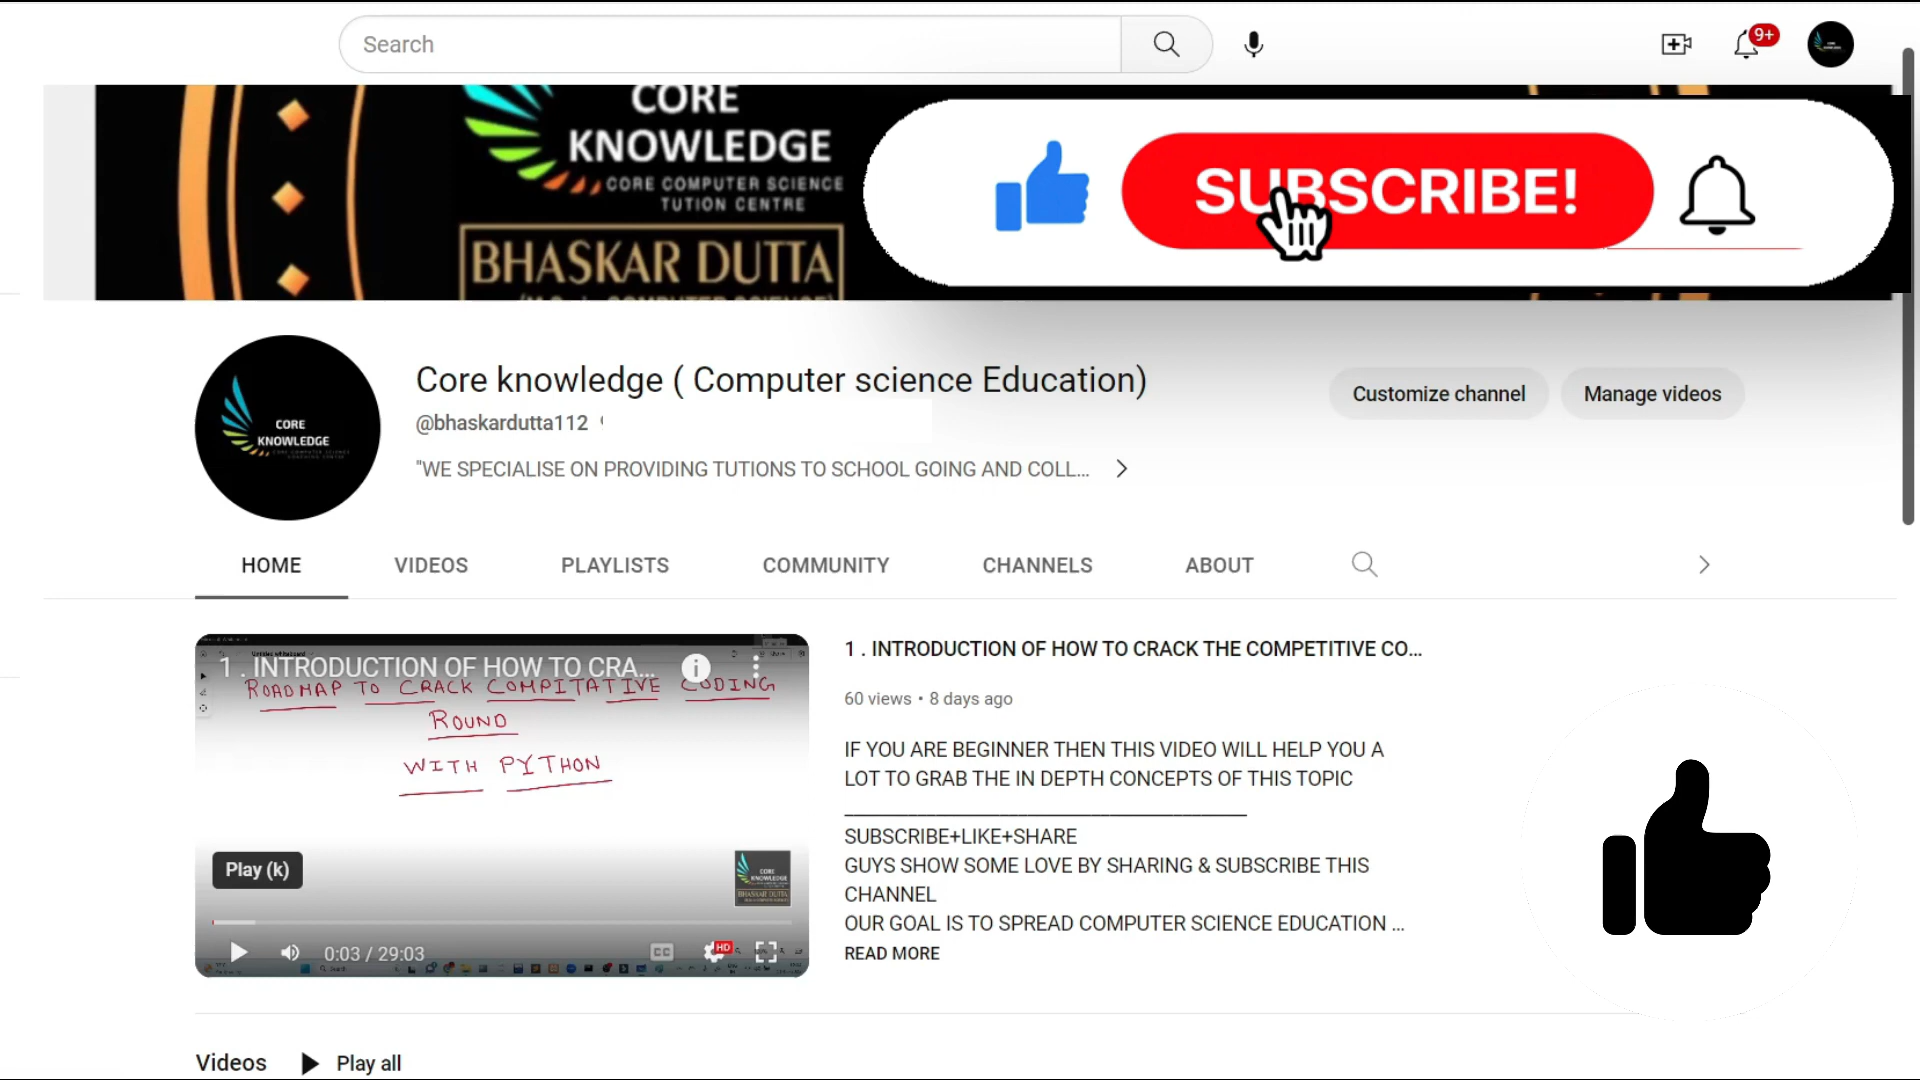 Search
9+
CORE
KNOWLEDGE
CORE COMPUTER SCIENCE
TUTION CENTRE
BHASKAR DUTTA
SUBSCRIBE!
CORE
KNOWLEDGE
Core knowledge ( Computer science Education)
@bhaskardutta112
"WE SPECIALISE ON PROVIDING TUTIONS TO SCHOOL GOING AND COLL...
Customize channel
Manage videos
HOME
VIDEOS
PLAYLISTS
COMMUNITY
CHANNELS
ABOUT
1 . INTRODUCTION OF HOW TO CRA...
ROADMAP TO CRACK COMPITATIVE CODING
ROUND
WITH PYTHON
Play (k)
CORE
KNOWLEDGE
BHASKAR DUTTA
0:03 / 29:03
CC
HD
1 . INTRODUCTION OF HOW TO CRACK THE COMPETITIVE CO...
60 views • 8 days ago
IF YOU ARE BEGINNER THEN THIS VIDEO WILL HELP YOU A
LOT TO GRAB THE IN DEPTH CONCEPTS OF THIS TOPIC
SUBSCRIBE+LIKE+SHARE
GUYS SHOW SOME LOVE BY SHARING & SUBSCRIBE THIS
CHANNEL
OUR GOAL IS TO SPREAD COMPUTER SCIENCE EDUCATION ...
READ MORE
Videos
Play all